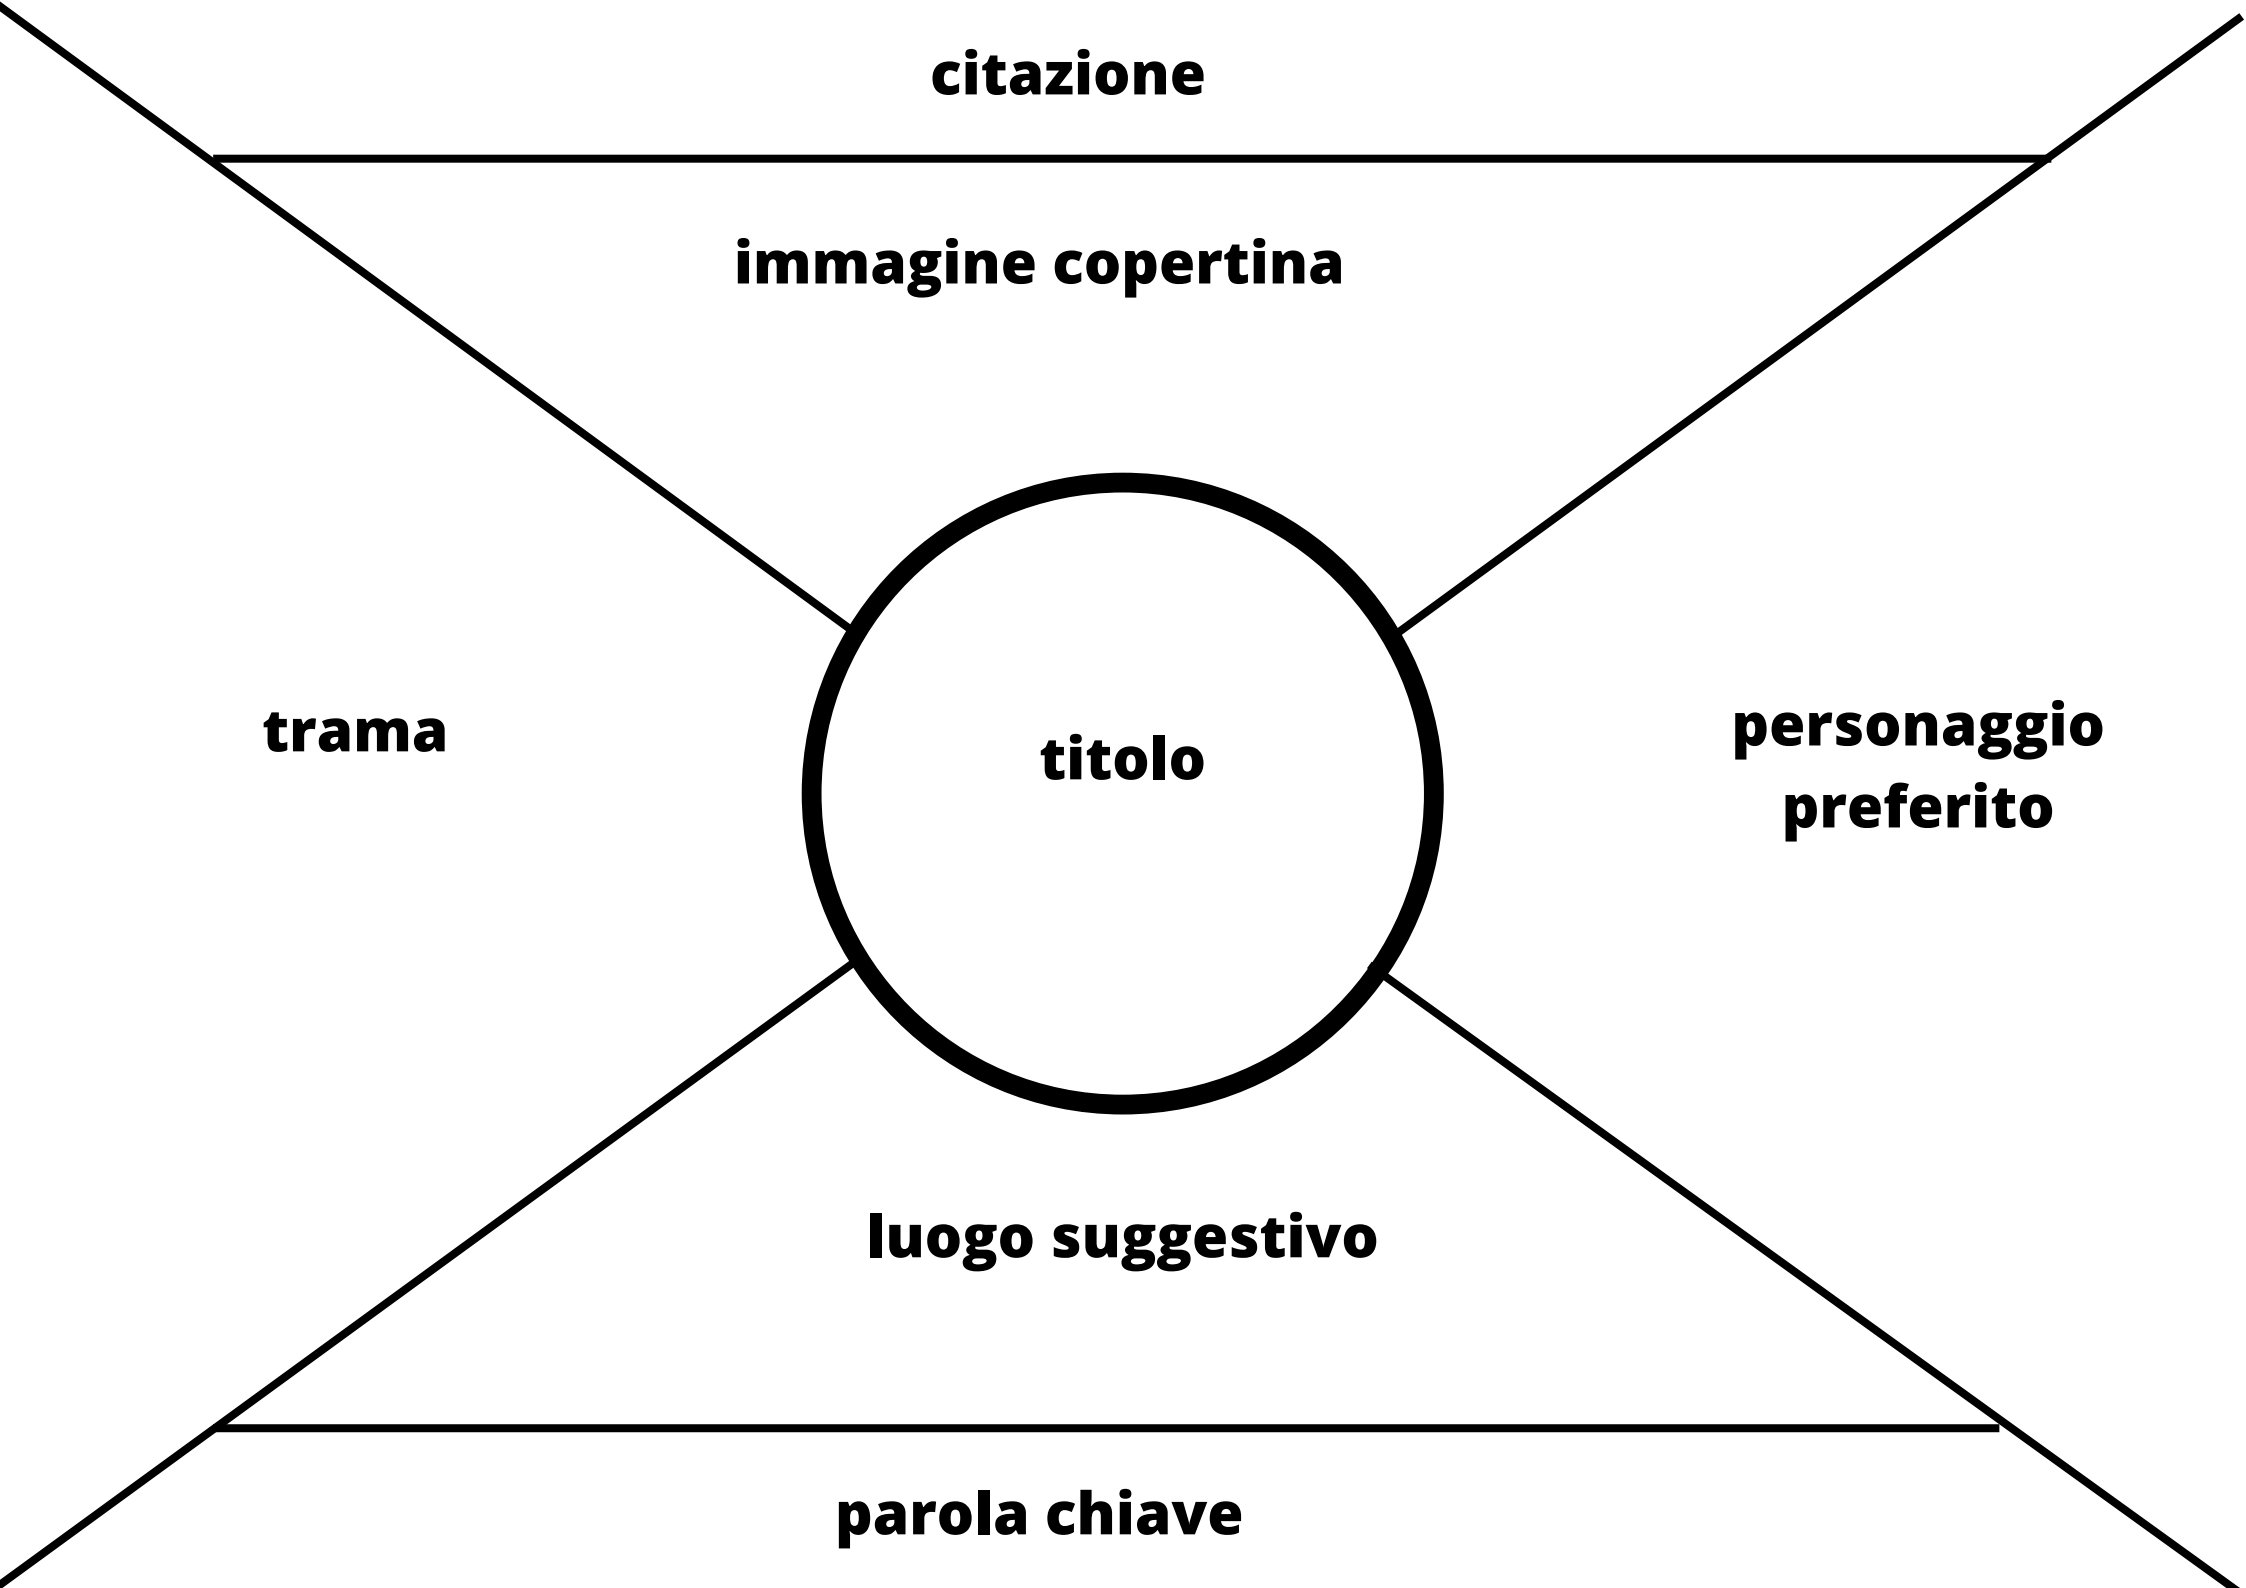 citazione
immagine copertina
trama
titolo
personaggio
preferito
luogo suggestivo
parola chiave